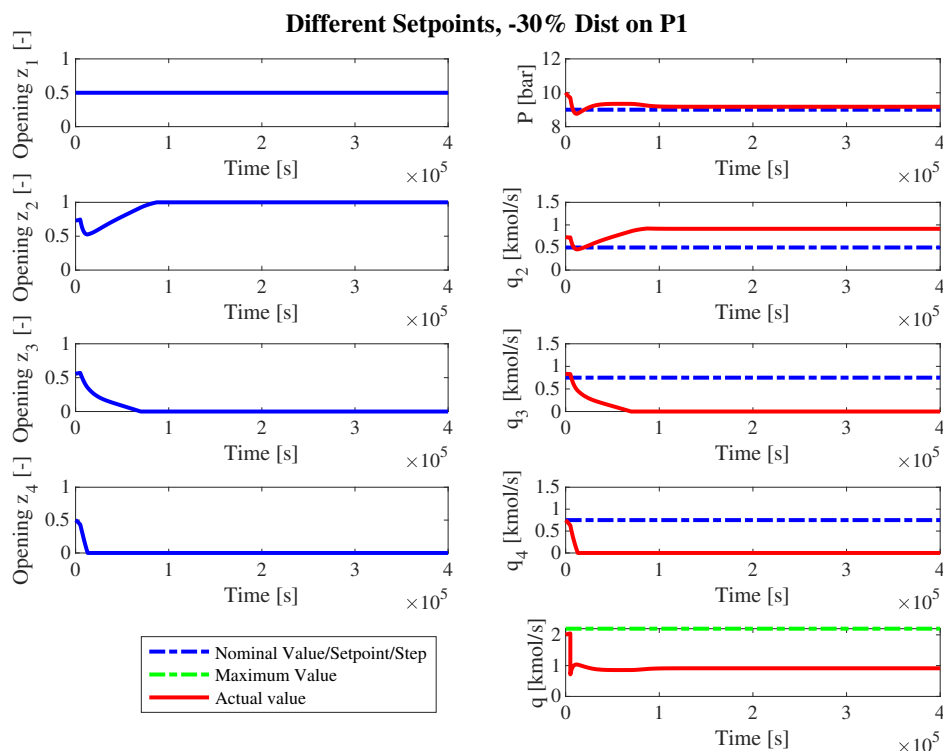 Different Setpoints, -30% Dist on P1
Opening z1 [-]
1
0.5
0
0 1 2 3 4
Time [s]
×10^5
P [bar]
12
10
8
0 1 2 3 4
Time [s]
×10^5
Opening z2 [-]
1
0.5
0
0 1 2 3 4
Time [s]
×10^5
q2 [kmol/s]
1.5
1
0.5
0
0 1 2 3 4
Time [s]
×10^5
Opening z3 [-]
1
0.5
0
0 1 2 3 4
Time [s]
×10^5
q3 [kmol/s]
1.5
1
0.5
0
0 1 2 3 4
Time [s]
×10^5
Opening z4 [-]
1
0.5
0
0 1 2 3 4
Time [s]
×10^5
q4 [kmol/s]
1.5
1
0.5
0
0 1 2 3 4
Time [s]
×10^5
q [kmol/s]
2
1
0
0 1 2 3 4
Time [s]
×10^5
Nominal Value/Setpoint/Step
Maximum Value
Actual value